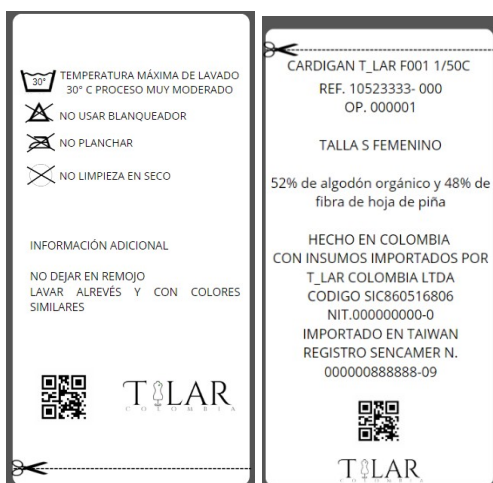 30°
TEMPERATURA MÁXIMA DE LAVADO
30° C PROCESO MUY MODERADO
NO USAR BLANQUEADOR
NO PLANCHAR
NO LIMPIEZA EN SECO
INFORMACIÓN ADICIONAL
NO DEJAR EN REMOJO
LAVAR ALREVÉS Y CON COLORES
SIMILARES
T LAR
COLOMBIA
CARDIGAN T_LAR F001 1/50C
REF. 10523333- 000
OP. 000001
TALLA S FEMENINO
52% de algodón orgánico y 48% de
fibra de hoja de piña
HECHO EN COLOMBIA
CON INSUMOS IMPORTADOS POR
T_LAR COLOMBIA LTDA
CODIGO SIC860516806
NIT.000000000-0
IMPORTADO EN TAIWAN
REGISTRO SENCAMER N.
000000888888-09
T LAR
COLOMBIA